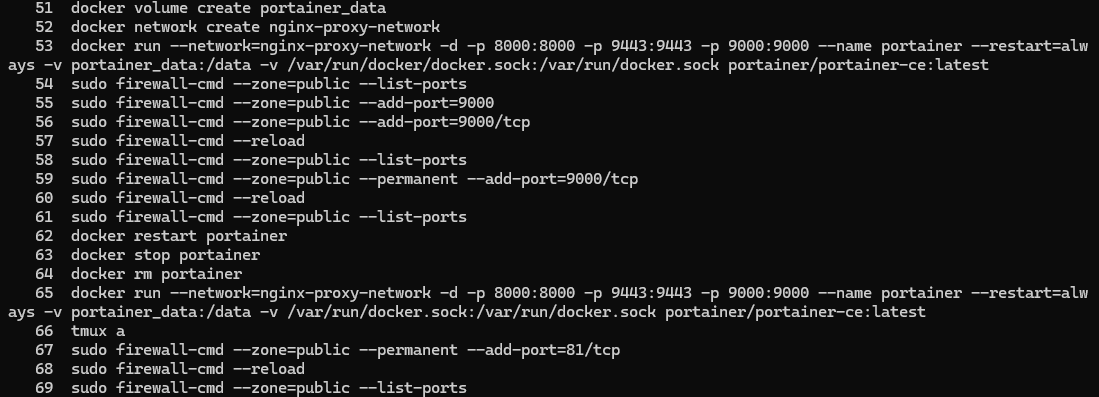 51  docker volume create portainer_data
52  docker network create nginx-proxy-network
53  docker run --network=nginx-proxy-network -d -p 8000:8000 -p 9443:9443 -p 9000:9000 --name portainer --restart=alw
ays -v portainer_data:/data -v /var/run/docker/docker.sock:/var/run/docker.sock portainer/portainer-ce:latest
54  sudo firewall-cmd --zone=public --list-ports
55  sudo firewall-cmd --zone=public --add-port=9000
56  sudo firewall-cmd --zone=public --add-port=9000/tcp
57  sudo firewall-cmd --reload
58  sudo firewall-cmd --zone=public --list-ports
59  sudo firewall-cmd --zone=public --permanent --add-port=9000/tcp
60  sudo firewall-cmd --reload
61  sudo firewall-cmd --zone=public --list-ports
62  docker restart portainer
63  docker stop portainer
64  docker rm portainer
65  docker run --network=nginx-proxy-network -d -p 8000:8000 -p 9443:9443 -p 9000:9000 --name portainer --restart=alw
ays -v portainer_data:/data -v /var/run/docker.sock:/var/run/docker.sock portainer/portainer-ce:latest
66  tmux a
67  sudo firewall-cmd --zone=public --permanent --add-port=81/tcp
68  sudo firewall-cmd --reload
69  sudo firewall-cmd --zone=public --list-ports